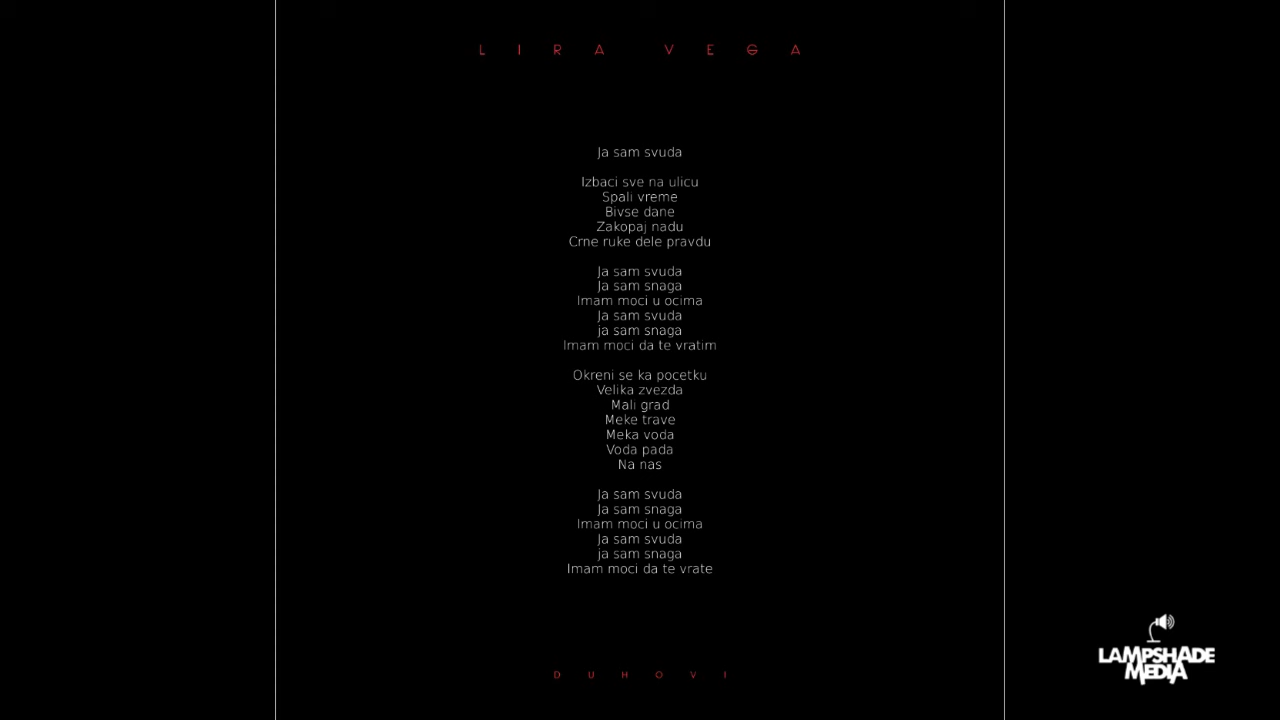 LIRA VEGA
Ja sam svuda
Izbaci sve na ulicu
Spali vreme
Bivse dane
Zakopaj nadu
Crne ruke dele pravdu
Ja sam svuda
Ja sam snaga
Imam moci u ocima
Ja sam svuda
ja sam snaga
Imam moci da te vratim
Okreni se ka pocetku
Velika zvezda
Mali grad
Meke trave
Meka voda
Voda pada
Na nas
Ja sam svuda
Ja sam snaga
Imam moci u ocima
Ja sam svuda
ja sam snaga
Imam moci da te vrate
DUHOVI
LAMPSHADE
MEDIA